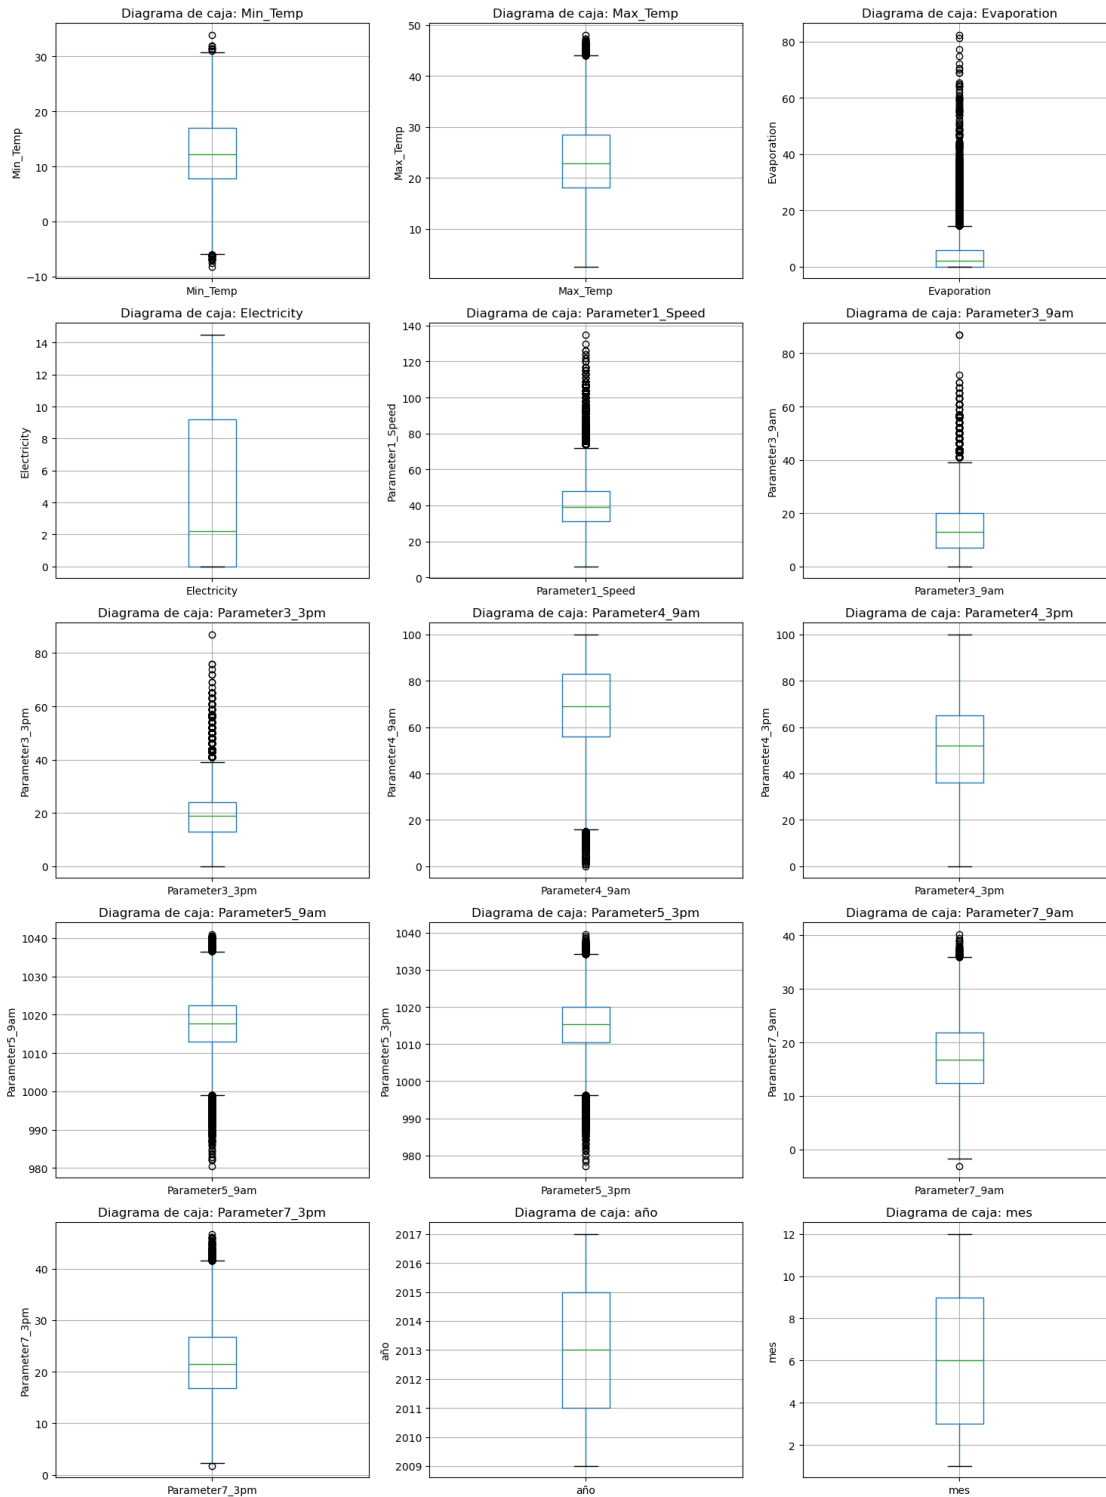 Diagrama de caja: Min_Temp
Min_Temp
30
20
10
0
−10
Min_Temp
Diagrama de caja: Max_Temp
Max_Temp
50
40
30
20
10
Max_Temp
Diagrama de caja: Evaporation
Evaporation
80
60
40
20
0
Evaporation
Diagrama de caja: Electricity
Electricity
14
12
10
8
6
4
2
0
Electricity
Diagrama de caja: Parameter1_Speed
Parameter1_Speed
140
120
100
80
60
40
20
0
Parameter1_Speed
Diagrama de caja: Parameter3_9am
Parameter3_9am
80
60
40
20
0
Parameter3_9am
Diagrama de caja: Parameter3_3pm
Parameter3_3pm
80
60
40
20
0
Parameter3_3pm
Diagrama de caja: Parameter4_9am
Parameter4_9am
100
80
60
40
20
0
Parameter4_9am
Diagrama de caja: Parameter4_3pm
Parameter4_3pm
100
80
60
40
20
0
Parameter4_3pm
Diagrama de caja: Parameter5_9am
Parameter5_9am
1040
1030
1020
1010
1000
990
980
Parameter5_9am
Diagrama de caja: Parameter5_3pm
Parameter5_3pm
1040
1030
1020
1010
1000
990
980
Parameter5_3pm
Diagrama de caja: Parameter7_9am
Parameter7_9am
40
30
20
10
0
Parameter7_9am
Diagrama de caja: Parameter7_3pm
Parameter7_3pm
40
30
20
10
0
Parameter7_3pm
Diagrama de caja: año
año
2017
2016
2015
2014
2013
2012
2011
2010
2009
año
Diagrama de caja: mes
mes
12
10
8
6
4
2
mes